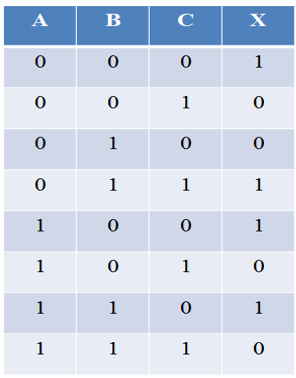 A B C X
0 0 0 1
0 0 1 0
0 1 0 0
0 1 1 1
1 0 0 1
1 0 1 0
1 1 0 1
1 1 1 0